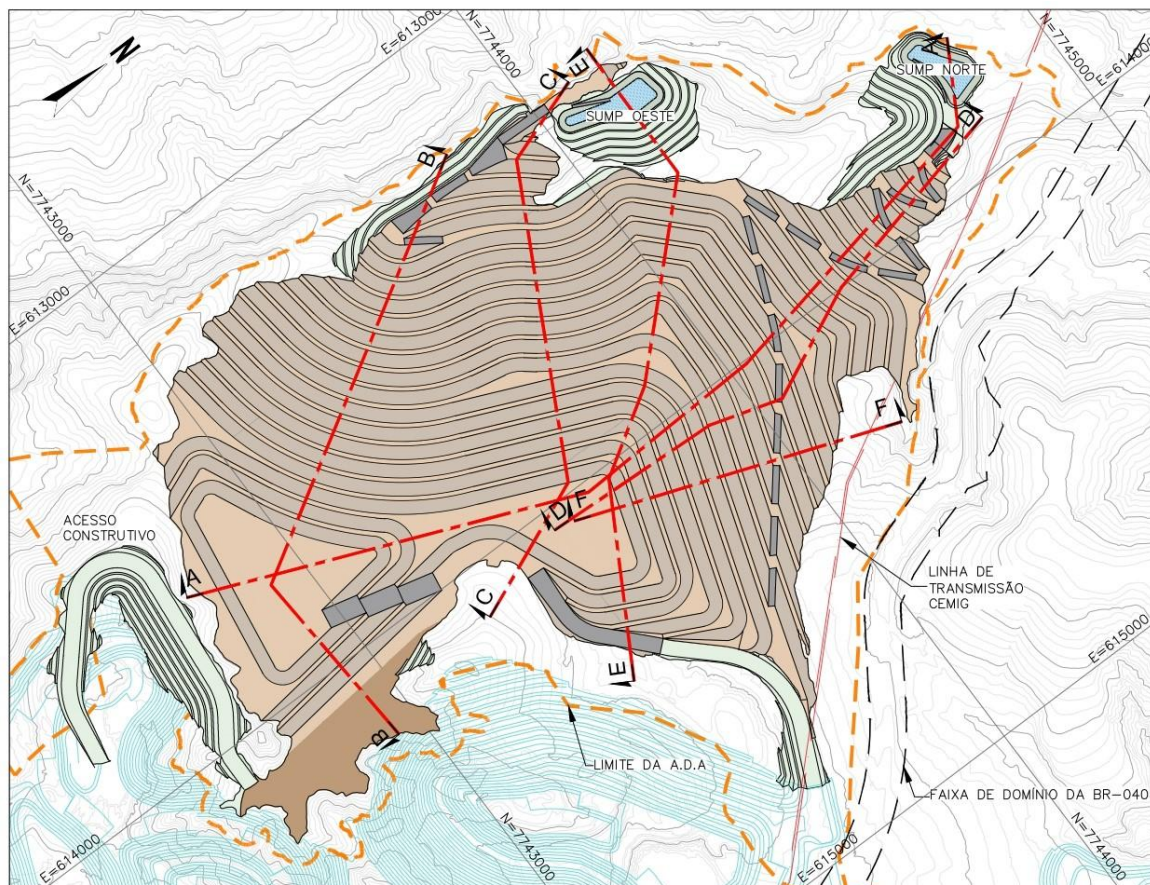 N
E=613000
N=7744000
N=7745000
E=614000
C
E
SUMP NORTE
A
SUMP OESTE
D
B
N=7743000
E=613000
F
D
F
ACESSO
CONSTRUTIVO
A
C
LINHA DE
TRANSMISSÃO
CEMIG
E=615000
E
B
LIMITE DA A.D.A
FAIXA DE DOMÍNIO DA BR-040
E=614000
N=7743000
E=615000
N=7744000